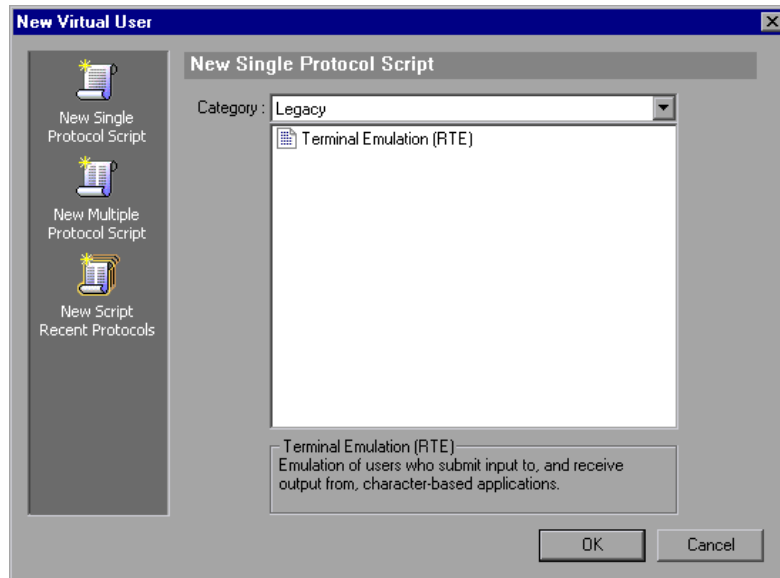 New Virtual User
New Single
Protocol Script
New Multiple
Protocol Script
New Script
Recent Protocols
New Single Protocol Script
Category :
Legacy
Terminal Emulation (RTE)
Terminal Emulation (RTE)
Emulation of users who submit input to, and receive
output from, character-based applications.
OK
Cancel